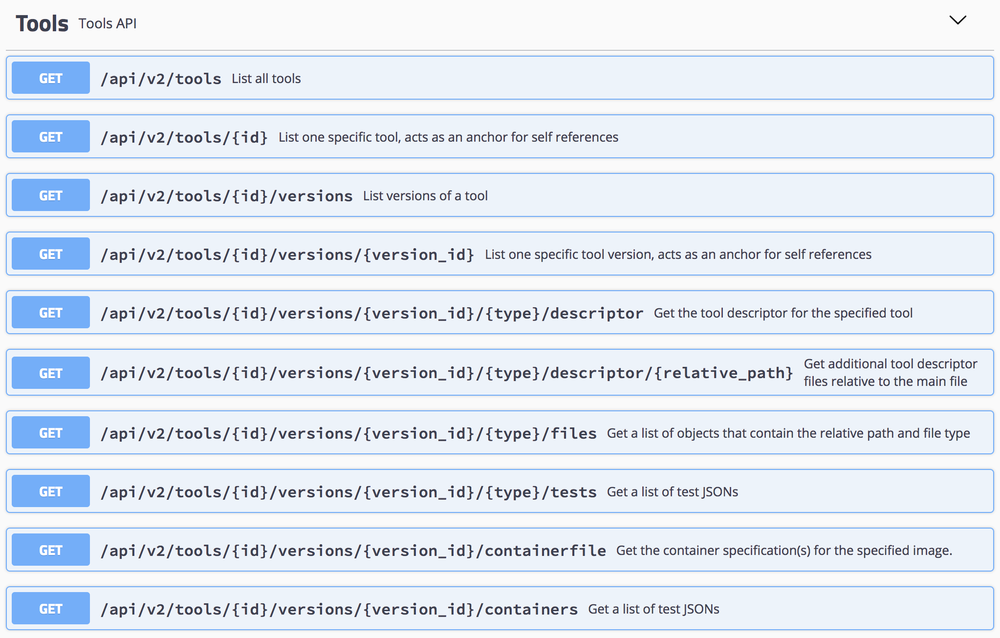 Tools Tools API
GET /api/v2/tools List all tools
GET /api/v2/tools/{id} List one specific tool, acts as an anchor for self references
GET /api/v2/tools/{id}/versions List versions of a tool
GET /api/v2/tools/{id}/versions/{version_id} List one specific tool version, acts as an anchor for self references
GET /api/v2/tools/{id}/versions/{version_id}/{type}/descriptor Get the tool descriptor for the specified tool
GET /api/v2/tools/{id}/versions/{version_id}/{type}/descriptor/{relative_path} Get additional tool descriptor
files relative to the main file
GET /api/v2/tools/{id}/versions/{version_id}/{type}/files Get a list of objects that contain the relative path and file type
GET /api/v2/tools/{id}/versions/{version_id}/{type}/tests Get a list of test JSONs
GET /api/v2/tools/{id}/versions/{version_id}/containerfile Get the container specification(s) for the specified image.
GET /api/v2/tools/{id}/versions/{version_id}/containers Get a list of test JSONs